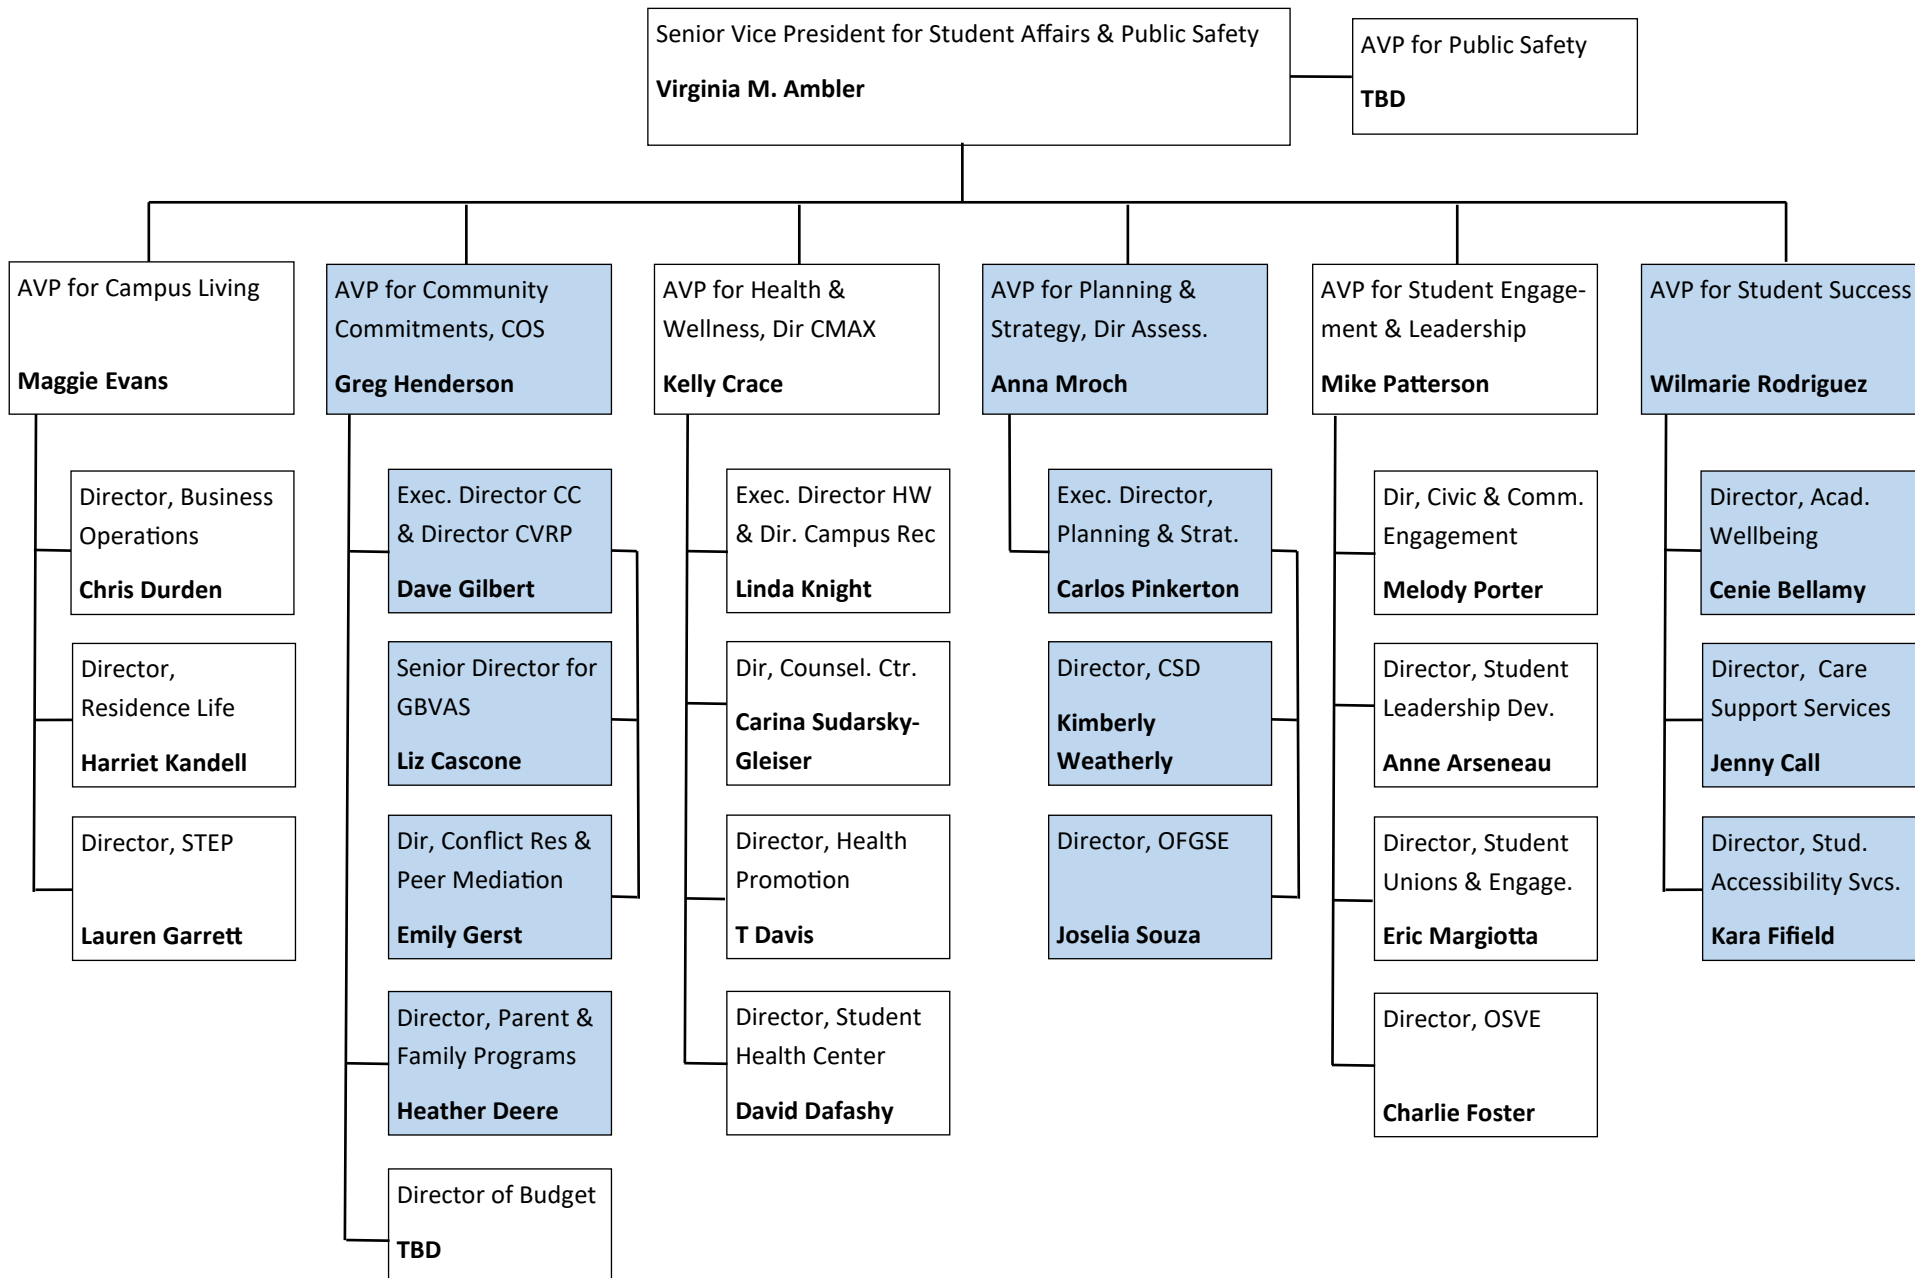 Senior Vice President for Student Affairs & Public Safety
Virginia M. Ambler
AVP for Public Safety
TBD
AVP for Campus Living
Maggie Evans
AVP for Community
Commitments, COS
Greg Henderson
AVP for Health &
Wellness, Dir CMAX
Kelly Crace
AVP for Planning &
Strategy, Dir Assess.
Anna Mroch
AVP for Student Engage-
ment & Leadership
Mike Patterson
AVP for Student Success
Wilmarie Rodriguez
Director, Business
Operations
Chris Durden
Director,
Residence Life
Harriet Kandell
Director, STEP
Lauren Garrett
Exec. Director CC
& Director CVRP
Dave Gilbert
Senior Director for
GBVAS
Liz Cascone
Dir, Conflict Res &
Peer Mediation
Emily Gerst
Director, Parent &
Family Programs
Heather Deere
Director of Budget
TBD
Exec. Director HW
& Dir. Campus Rec
Linda Knight
Dir, Counsel. Ctr.
Carina Sudarsky-
Gleiser
Director, Health
Promotion
T Davis
Director, Student
Health Center
David Dafashy
Exec. Director,
Planning & Strat.
Carlos Pinkerton
Director, CSD
Kimberly
Weatherly
Director, OFGSE
Joselia Souza
Dir, Civic & Comm.
Engagement
Melody Porter
Director, Student
Leadership Dev.
Anne Arseneau
Director, Student
Unions & Engage.
Eric Margiotta
Director, OSVE
Charlie Foster
Director, Acad.
Wellbeing
Cenie Bellamy
Director, Care
Support Services
Jenny Call
Director, Stud.
Accessibility Svcs.
Kara Fifield